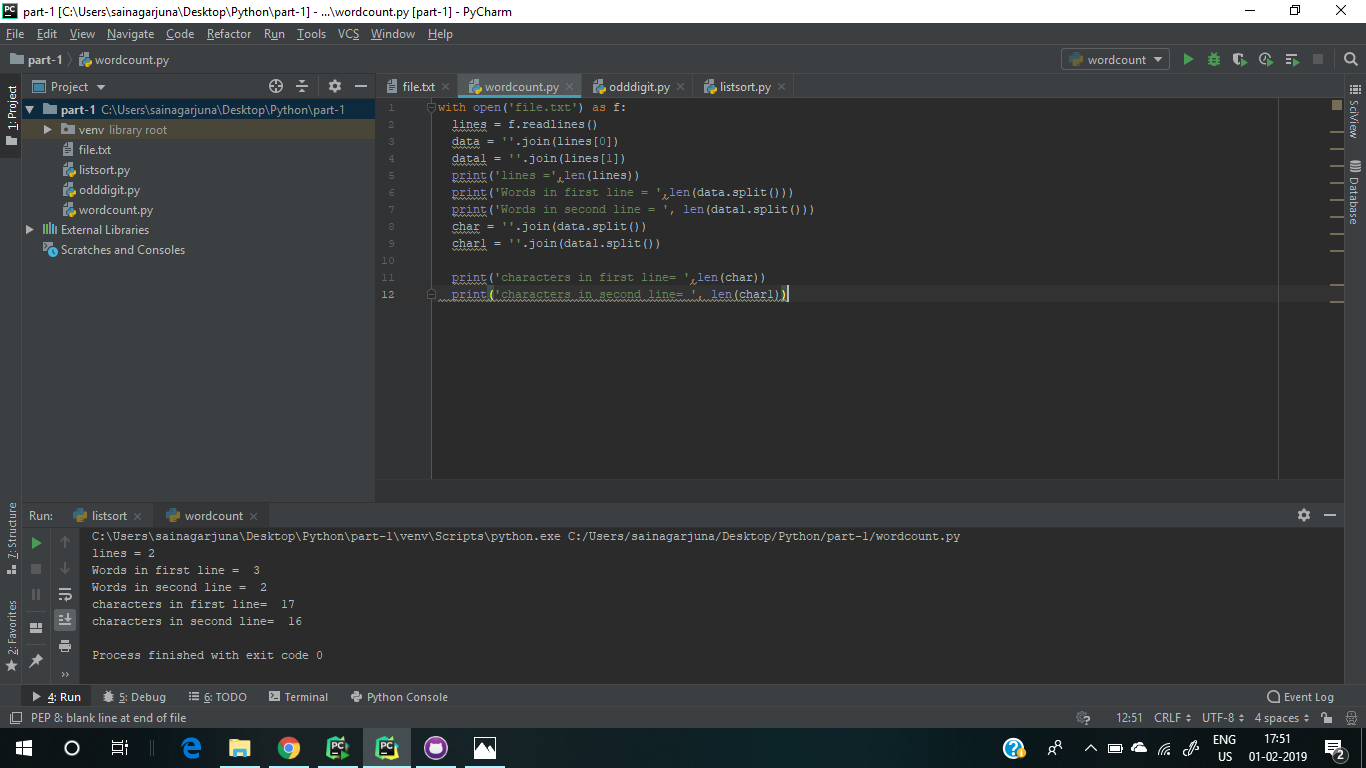 part-1 [C:\Users\sainagarjuna\Desktop\Python\part-1] - ...\wordcount.py [part-1] - PyCharm
File Edit View Navigate Code Refactor Run Tools VCS Window Help
part-1 wordcount.py wordcount
Project
file.txt wordcount.py odddigit.py listsort.py
1: Project
part-1 C:\Users\sainagarjuna\Desktop\Python\part-1
venv library root
file.txt
listsort.py
odddigit.py
wordcount.py
External Libraries
Scratches and Consoles
1 with open('file.txt') as f:
2 lines = f.readlines()
3 data = ''.join(lines[0])
4 data1 = ''.join(lines[1])
5 print('lines =',len(lines))
6 print('Words in first line = ',len(data.split()))
7 print('Words in second line = ', len(data1.split()))
8 char = ''.join(data.split())
9 char1 = ''.join(data1.split())
10
11 print('characters in first line= ',len(char))
12 print('characters in second line= ', len(char1))
SciView
Database
7: Structure
2: Favorites
Run: listsort wordcount
C:\Users\sainagarjuna\Desktop\Python\part-1\venv\Scripts\python.exe C:/Users/sainagarjuna/Desktop/Python/part-1/wordcount.py
lines = 2
Words in first line =  3
Words in second line =  2
characters in first line=  17
characters in second line=  16
Process finished with exit code 0
4: Run 5: Debug 6: TODO Terminal Python Console Event Log
PEP 8: blank line at end of file 12:51 CRLF UTF-8 4 spaces
ENG 17:51
US 01-02-2019 2